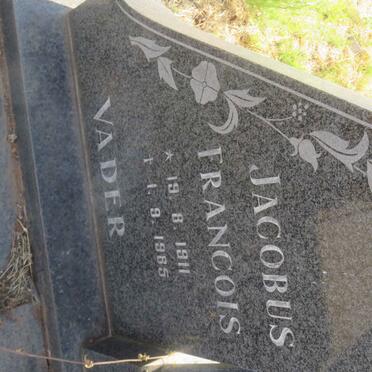 VADER
JACOBUS
FRANCOIS
* 19. 8. 1911
† 1. 9. 1985